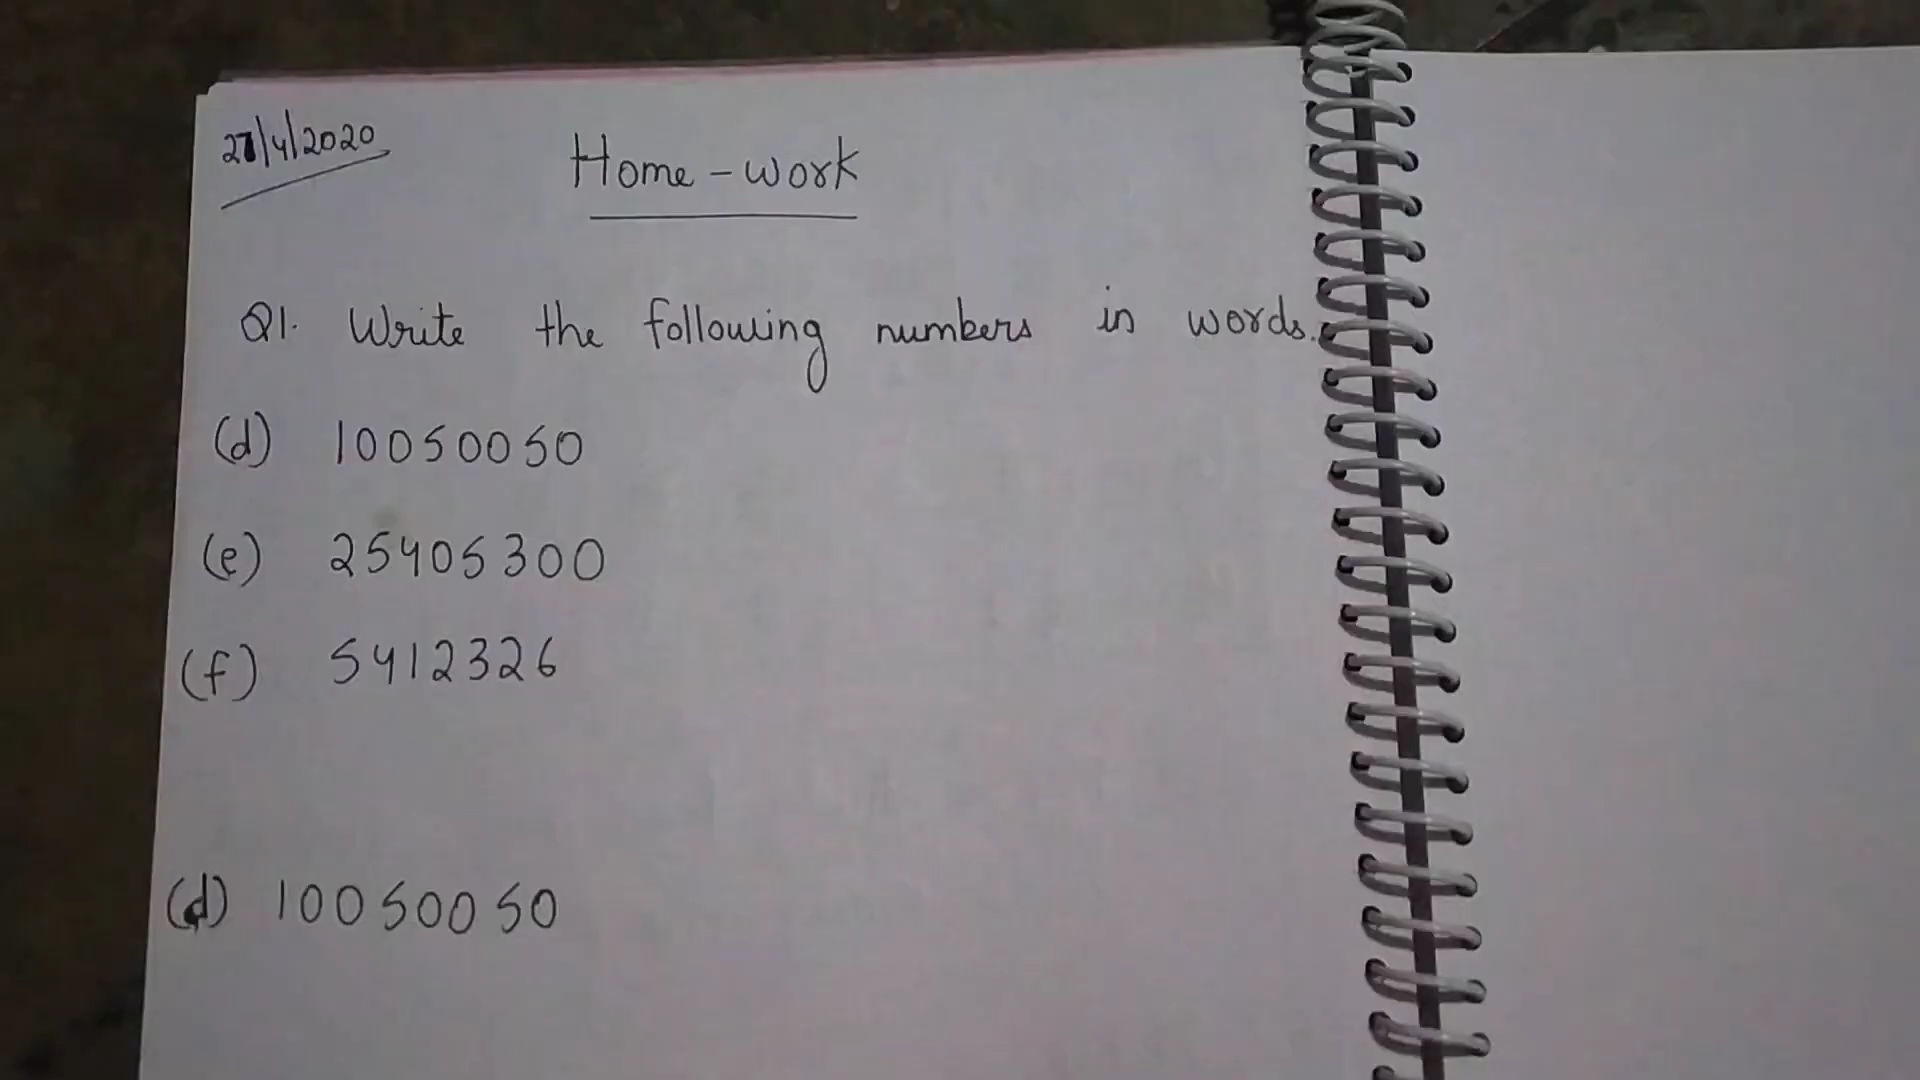 27/4/2020
Home-work
Q1. Write the following numbers in words.
(d) 10050050
(e) 25405300
(f) 5412326
(d) 10050050